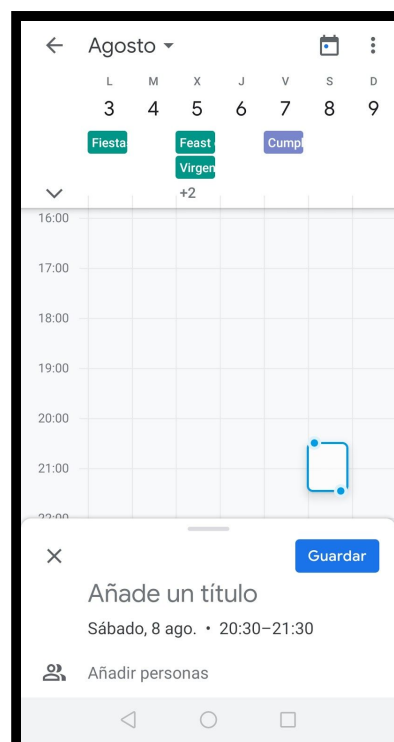 Agosto
L M X J V S D
3 4 5 6 7 8 9
Fiesta Feast Cumpl
Virgen
+2
16:00
17:00
18:00
19:00
20:00
21:00
22:00
Guardar
Añade un título
Sábado, 8 ago. • 20:30–21:30
Añadir personas